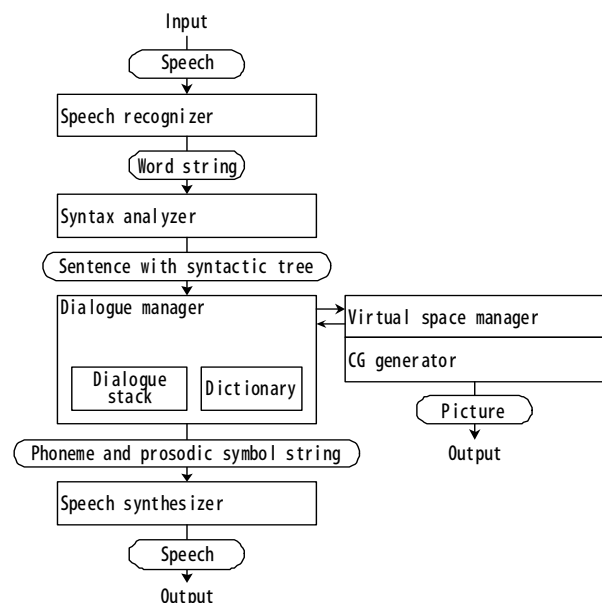 Input
Speech
Speech recognizer
Word string
Syntax analyzer
Sentence with syntactic tree
Dialogue manager
Dialogue
stack
Dictionary
Virtual space manager
CG generator
Picture
Output
Phoneme and prosodic symbol string
Speech synthesizer
Speech
Output